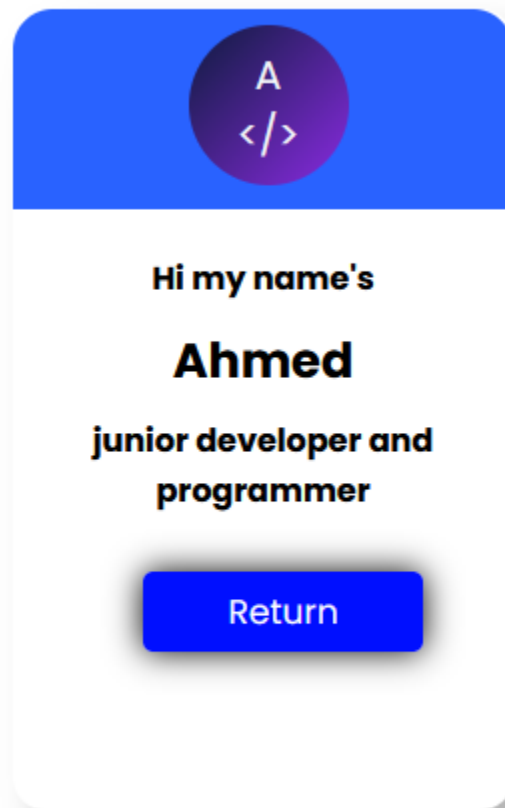 A
</>
Hi my name's
Ahmed
junior developer and
programmer
Return